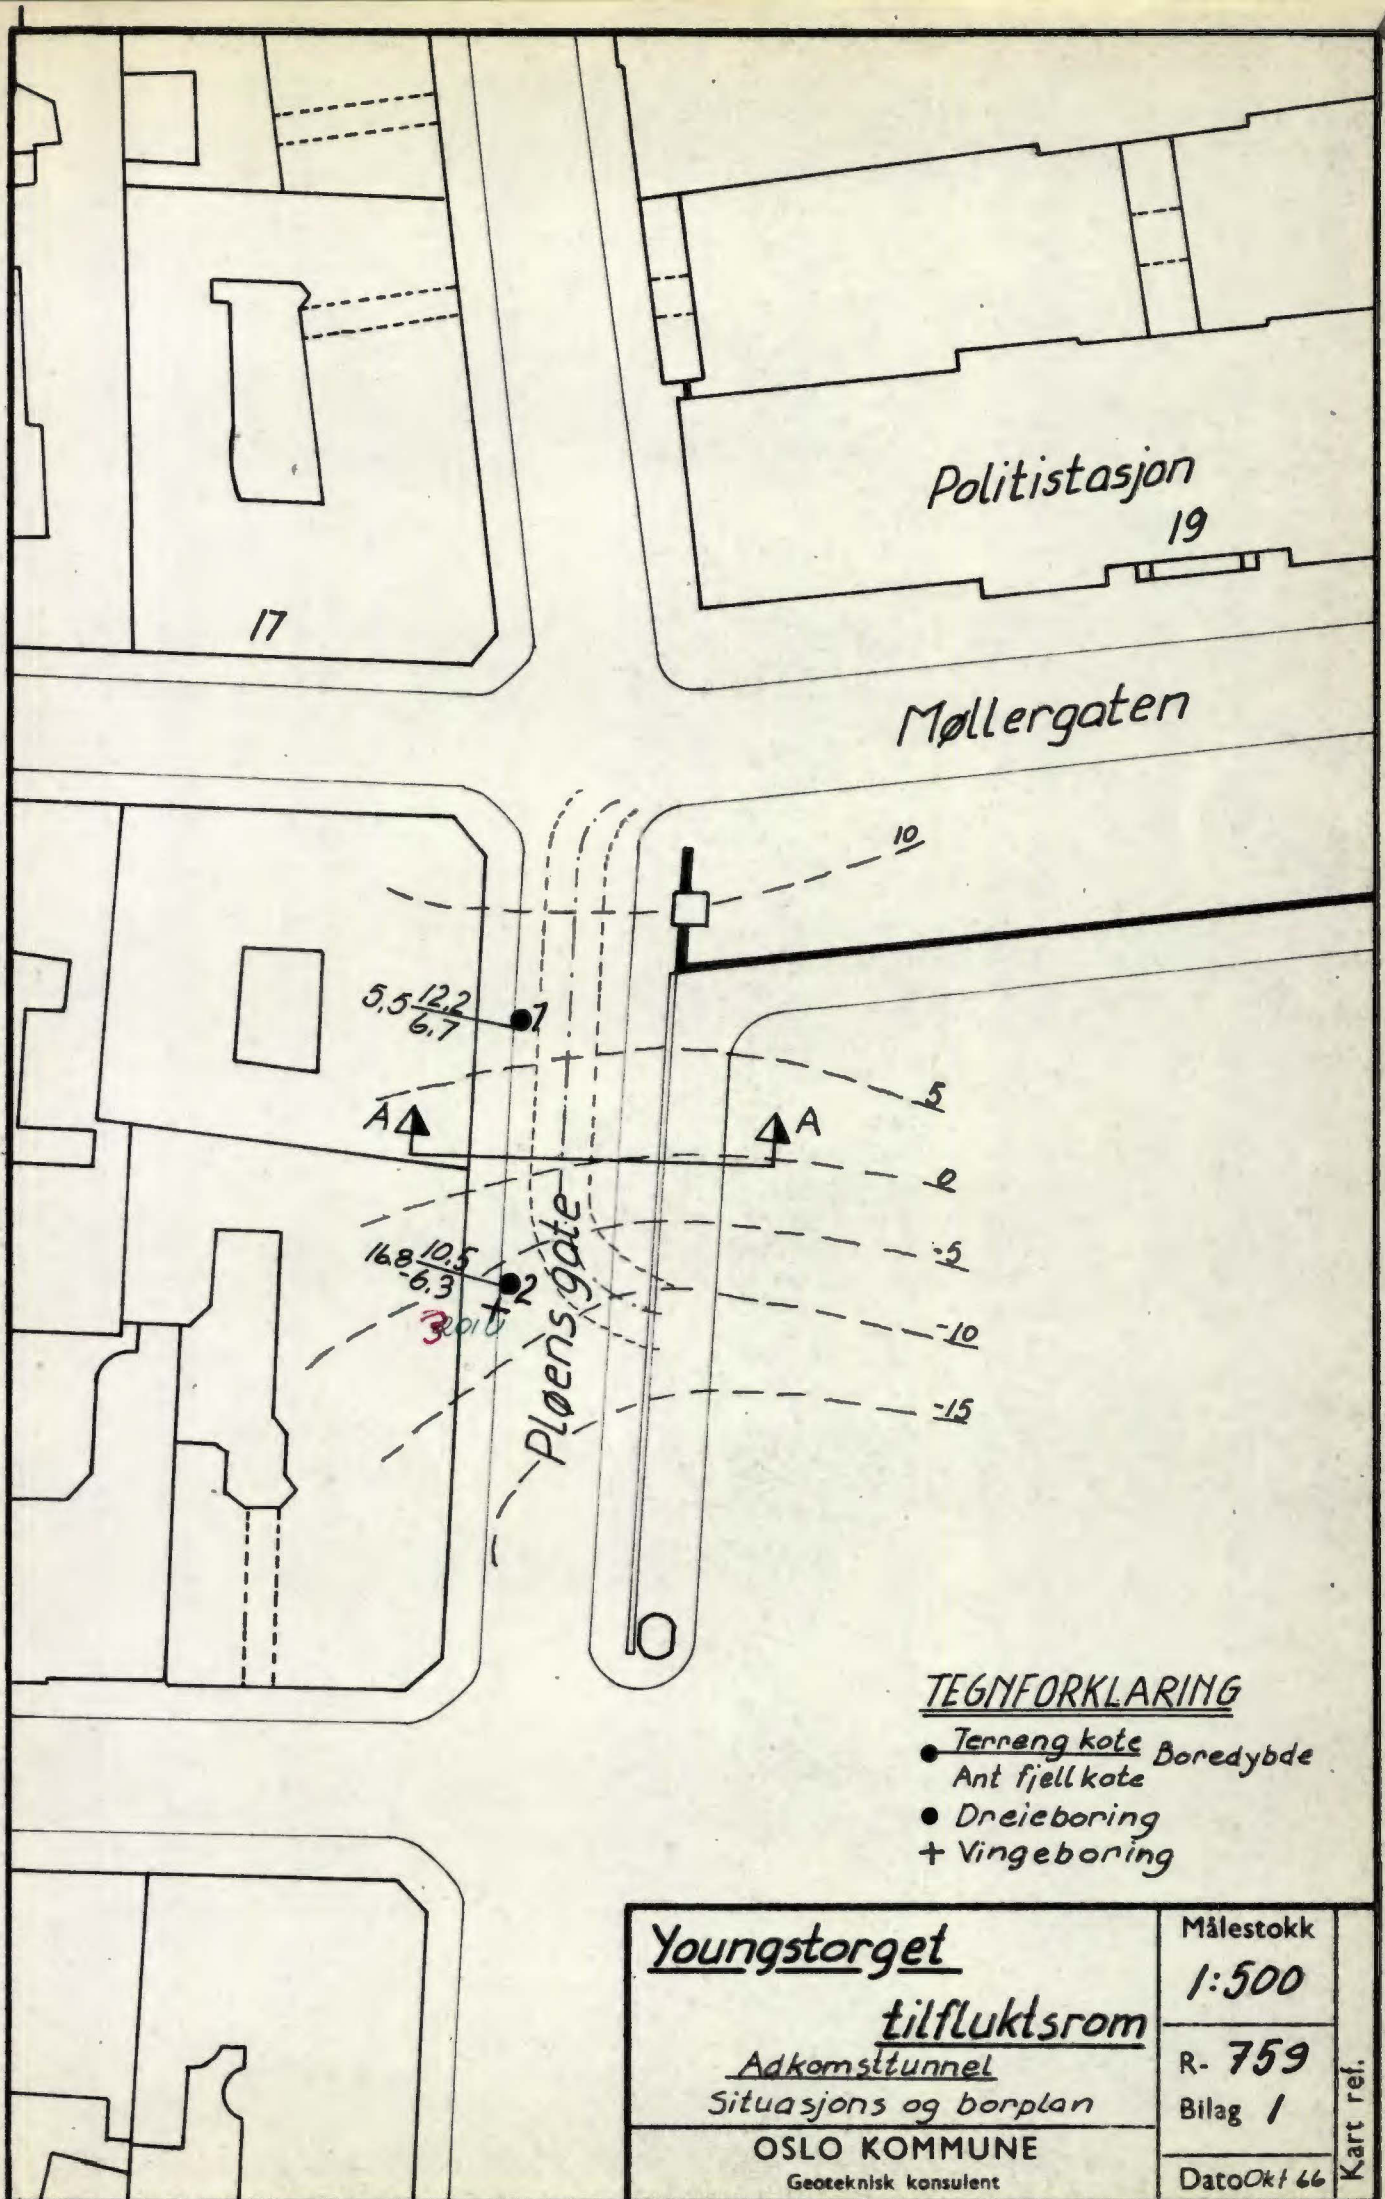 Politistasjon
19
17
Møllergaten
10
5,5 12,2
6,7
1
5
A
A
0
-5
16.8 10.5
-6.3
2
3
-10
Pløens gate
-15
TEGNFORKLARING
Terreng kote Boredybde
Ant fjell kote
Dreieboring
+ Vingeboring
Youngstorget
tilfluktsrom
Adkomsttunnel
Situasjons og borplan
OSLO KOMMUNE
Geoteknisk konsulent
Målestokk
1:500
R- 759
Bilag 1
Dato Okt 66
Kart ref.